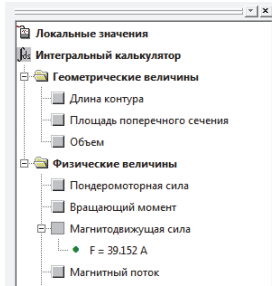 Локальные значения
Интегральный калькулятор
Геометрические величины
Длина контура
Площадь поперечного сечения
Объем
Физические величины
Пондеромоторная сила
Вращающий момент
Магнитодвижущая сила
F = 39.152 A
Магнитный поток